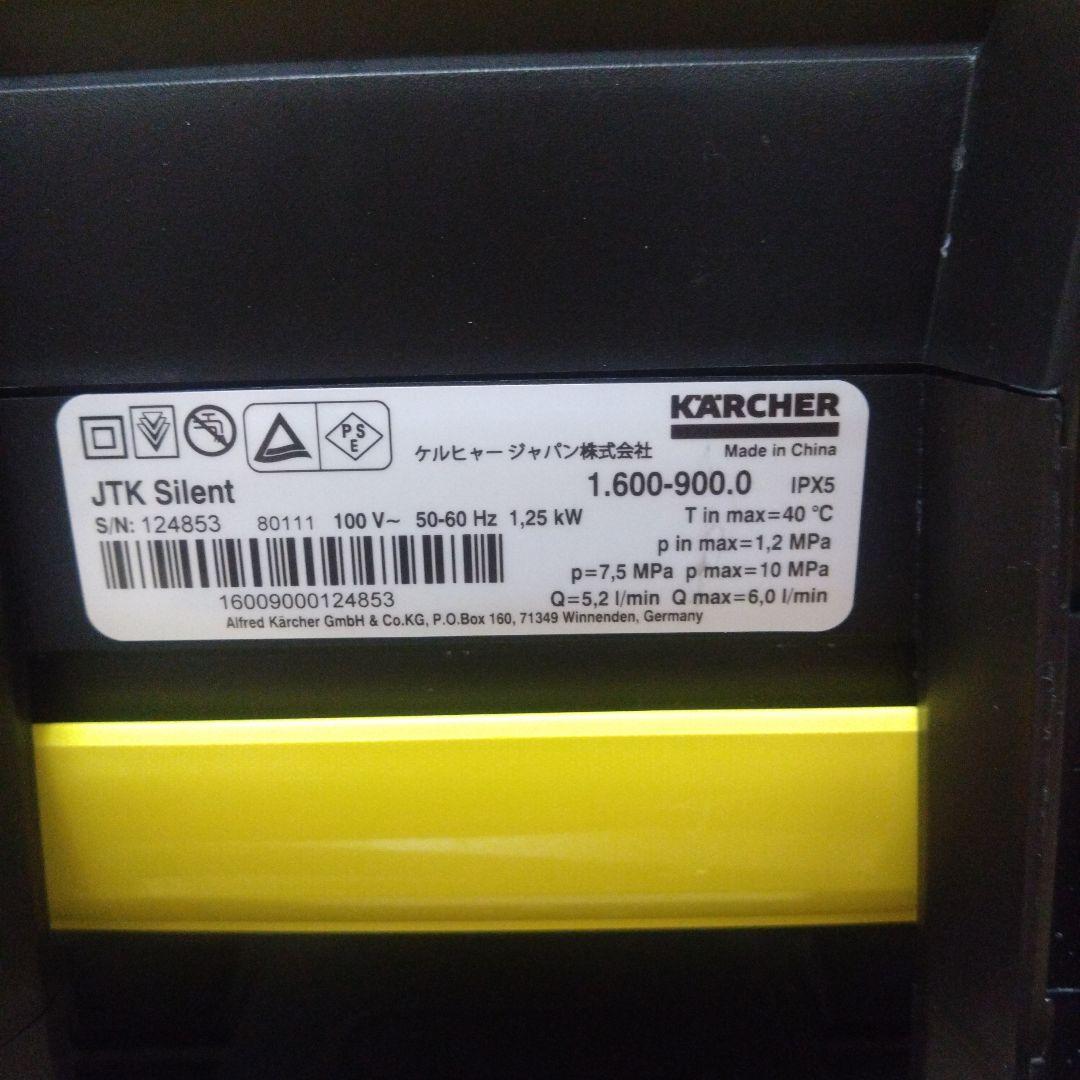 KÄRCHER
Made in China
PS
E
ケルヒャー ジャパン株式会社
JTK Silent
1.600-900.0 IPX5
S/N: 124853 80111 100 V~ 50-60 Hz 1,25 kW
T in max=40 °C
p in max=1,2 MPa
p=7,5 MPa p max=10 MPa
16009000124853
Q=5,2 l/min Q max=6,0 l/min
Alfred Kärcher GmbH & Co.KG, P.O.Box 160, 71349 Winnenden, Germany